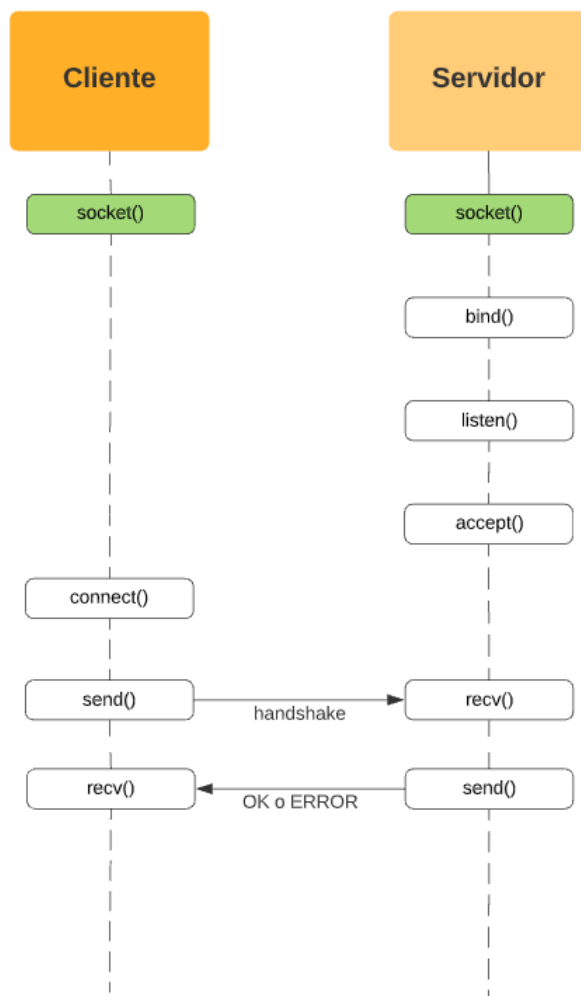 Cliente
Servidor
socket()
socket()
bind()
listen()
accept()
connect()
send()
handshake
recv()
recv()
OK o ERROR
send()